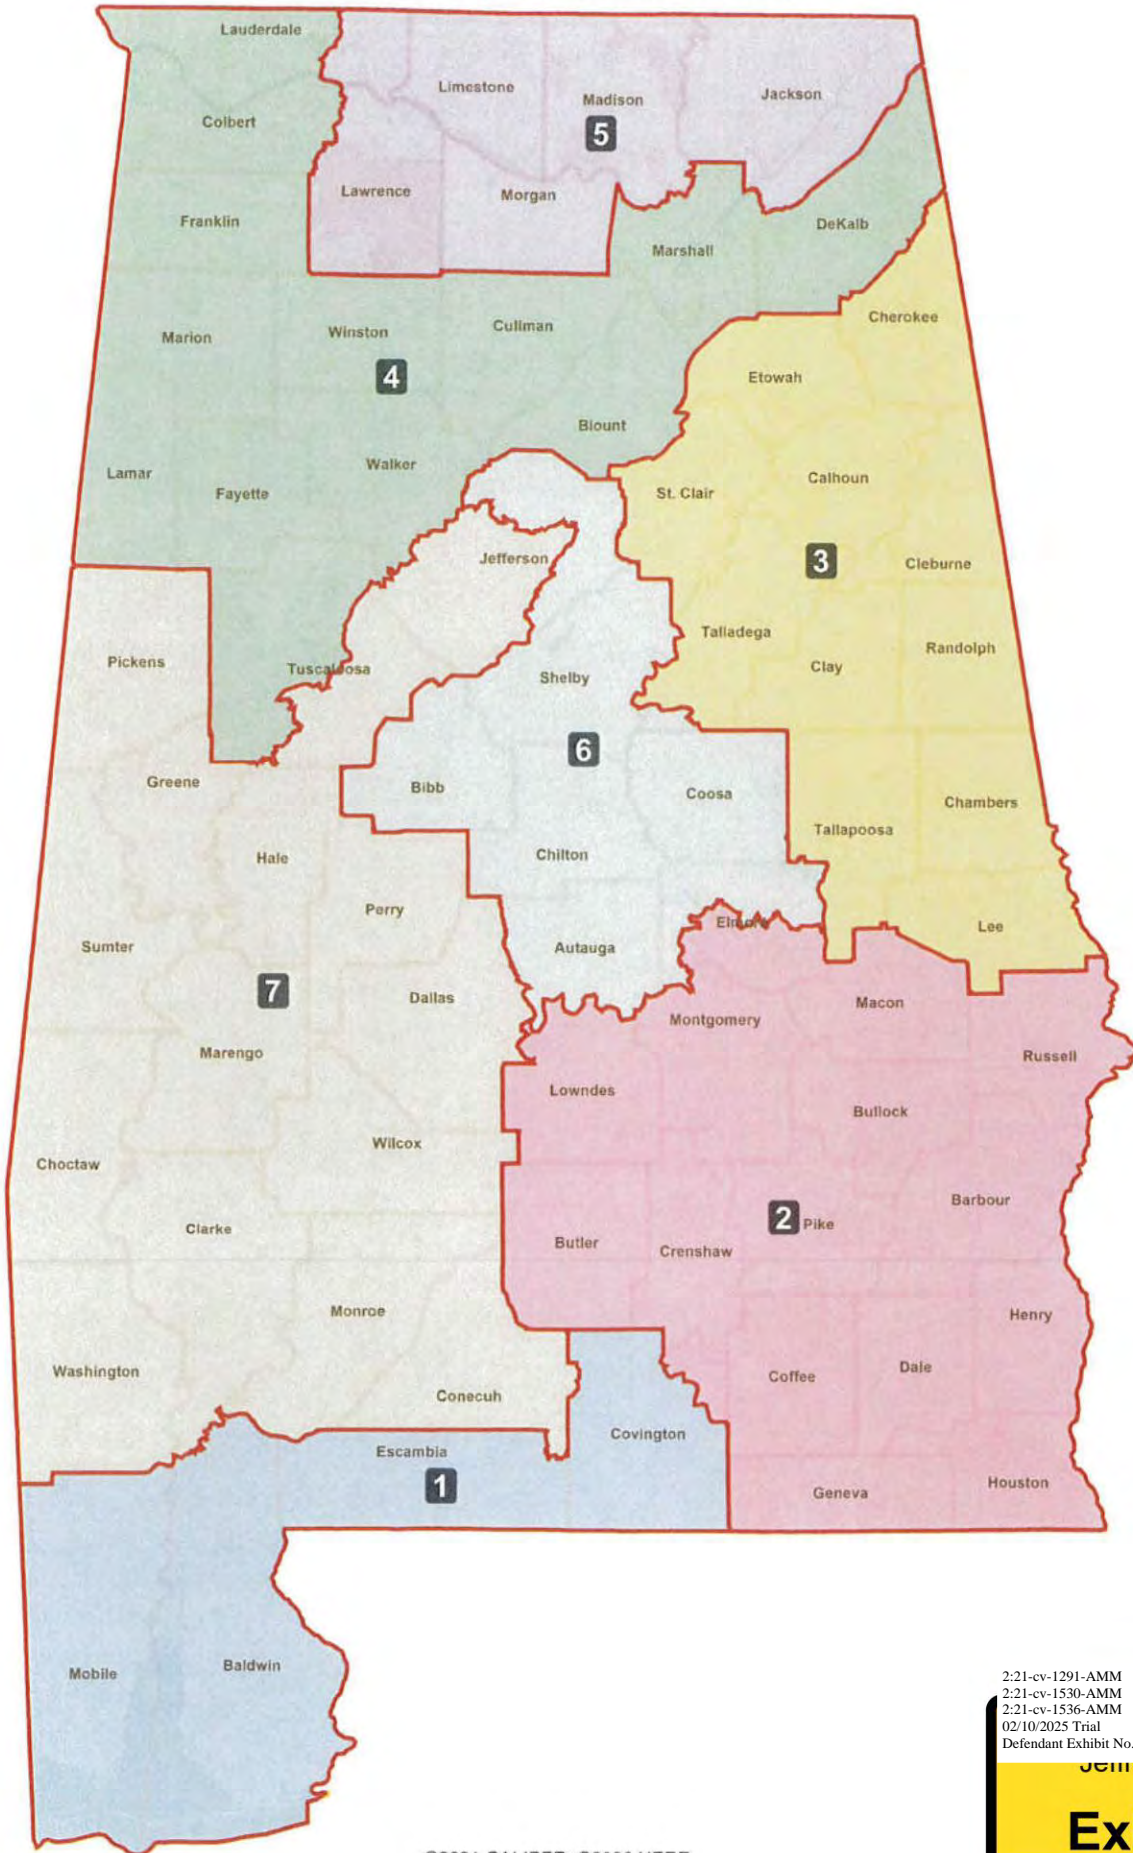 Lauderdale
Limestone
Madison
Jackson
5
Colbert
Lawrence
Morgan
Franklin
DeKalb
Marshall
Cherokee
Marion
Winston
Cullman
4
Etowah
Blount
Lamar
Walker
Fayette
St. Clair
Calhoun
Jefferson
3
Cleburne
Talladega
Randolph
Pickens
Tuscaloosa
Clay
Shelby
6
Greene
Bibb
Coosa
Chambers
Tallapoosa
Hale
Chilton
Perry
Elmore
Lee
Sumter
Autauga
7
Dallas
Macon
Montgomery
Marengo
Russell
Lowndes
Bullock
Wilcox
Choctaw
Barbour
Clarke
2 Pike
Butler
Crenshaw
Monroe
Henry
Washington
Coffee
Dale
Conecuh
Covington
Escambia
1
Geneva
Houston
Mobile
Baldwin
2:21-cv-1291-AMM
2:21-cv-1530-AMM
2:21-cv-1536-AMM
02/10/2025 Trial
Defendant Exhibit No.
Ex